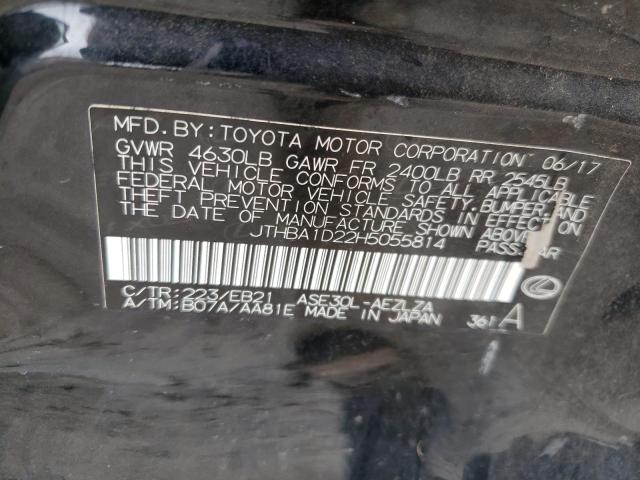 MFD. BY: TOYOTA MOTOR CORPORATION 06/17
GVWR 4630LB GAWR FR 2400LB RR 2545LB
THIS VEHICLE CONFORMS TO ALL APPLICABLE
FEDERAL MOTOR VEHICLE SAFETY, BUMPER, AND
THEFT PREVENTION STANDARDS IN EFFECT ON
THE DATE OF MANUFACTURE SHOWN ABOVE.
JTHBA1D22H5055814 PASS. CAR
C/TR: 223/EB21 ASE30L-AEZLZA
A/TM: B07A/AA81E MADE IN JAPAN 361 A